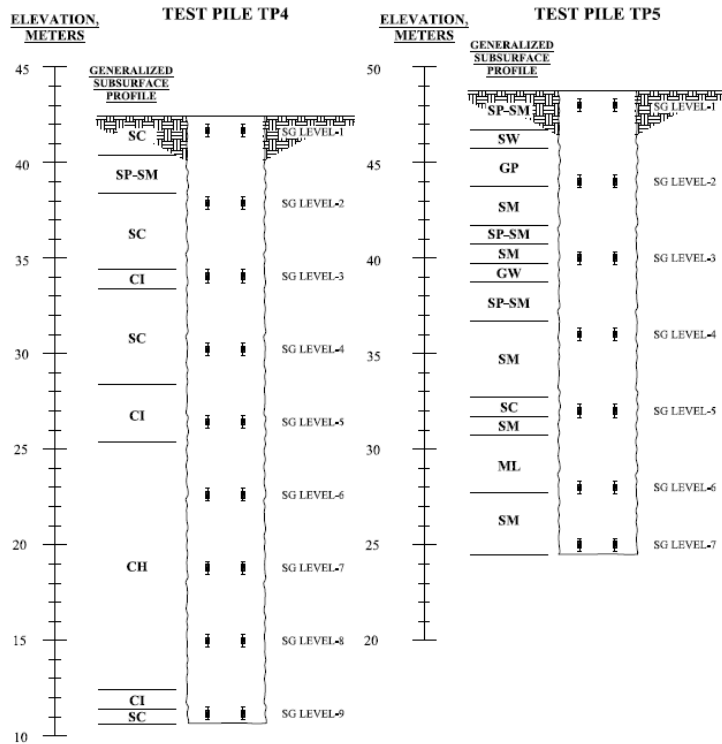 ELEVATION,
METERS
TEST PILE TP4
GENERALIZED
SUBSURFACE
PROFILE
45
40
35
30
25
20
15
10
SC
SP-SM
SC
CI
SC
CI
CH
CI
SC
SG LEVEL-1
SG LEVEL-2
SG LEVEL-3
SG LEVEL-4
SG LEVEL-5
SG LEVEL-6
SG LEVEL-7
SG LEVEL-8
SG LEVEL-9
ELEVATION,
METERS
TEST PILE TP5
GENERALIZED
SUBSURFACE
PROFILE
50
45
40
35
30
25
20
SP-SM
SW
GP
SM
SP-SM
SM
GW
SP-SM
SM
SC
SM
ML
SM
SG LEVEL-1
SG LEVEL-2
SG LEVEL-3
SG LEVEL-4
SG LEVEL-5
SG LEVEL-6
SG LEVEL-7